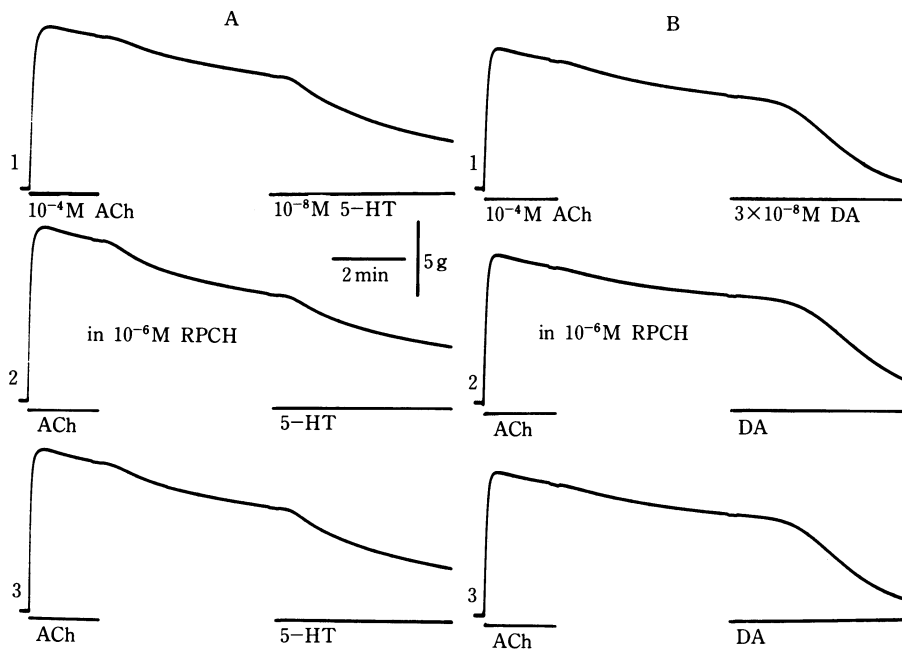 A
B
1
10⁻⁴M ACh
10⁻⁸M 5-HT
1
10⁻⁴M ACh
3×10⁻⁸M DA
2 min
5 g
in 10⁻⁶M RPCH
2
ACh
5-HT
in 10⁻⁶M RPCH
2
ACh
DA
3
ACh
5-HT
3
ACh
DA